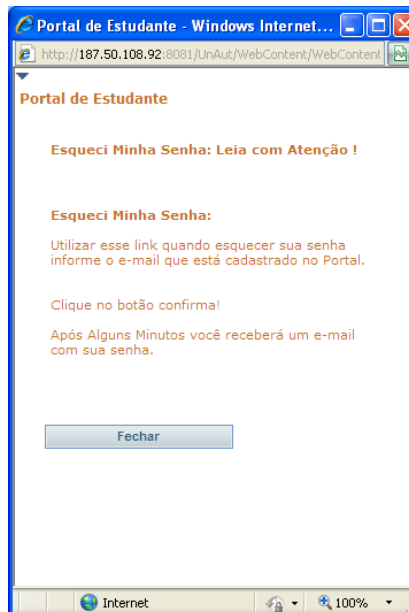 Portal de Estudante - Windows Internet...
http://187.50.108.92:8081/UnAut/WebContent/WebContent
Portal de Estudante
Esqueci Minha Senha: Leia com Atenção !
Esqueci Minha Senha:
Utilizar esse link quando esquecer sua senha
informe o e-mail que está cadastrado no Portal.
Clique no botão confirma!
Após Alguns Minutos você receberá um e-mail
com sua senha.
Fechar
Internet
100%